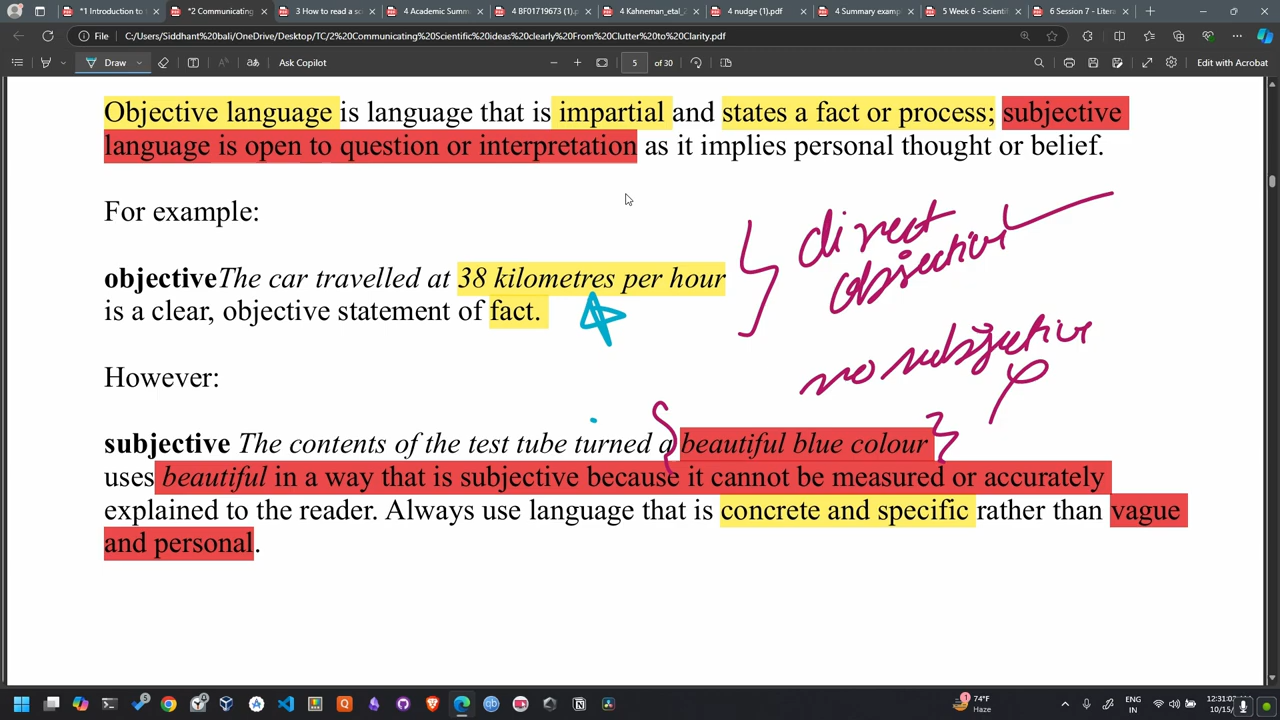 *1 Introduction to
*2 Communicating
3 How to read a sc
4 Academic Summ
4 BF01719673 (1).p
4 Kahneman_etal_2
4 nudge (1).pdf
4 Summary examp
5 Week 6 - Scientif
6 Session 7 - Litera
File
C:/Users/Siddhant%20bali/OneDrive/Desktop/TC/2%20Communicating%20Scientific%20ideas%20clearly%20From%20Clutter%20to%20Clarity.pdf
Draw
Ask Copilot
5 of 30
Edit with Acrobat
Objective language is language that is impartial and states a fact or process; subjective
language is open to question or interpretation as it implies personal thought or belief.
For example:
direct
objective
objectiveThe car travelled at 38 kilometres per hour
is a clear, objective statement of fact.
no subjective
However:
subjective The contents of the test tube turned a beautiful blue colour
uses beautiful in a way that is subjective because it cannot be measured or accurately
explained to the reader. Always use language that is concrete and specific rather than vague
and personal.
74°F
Haze
ENG
IN
10/15/